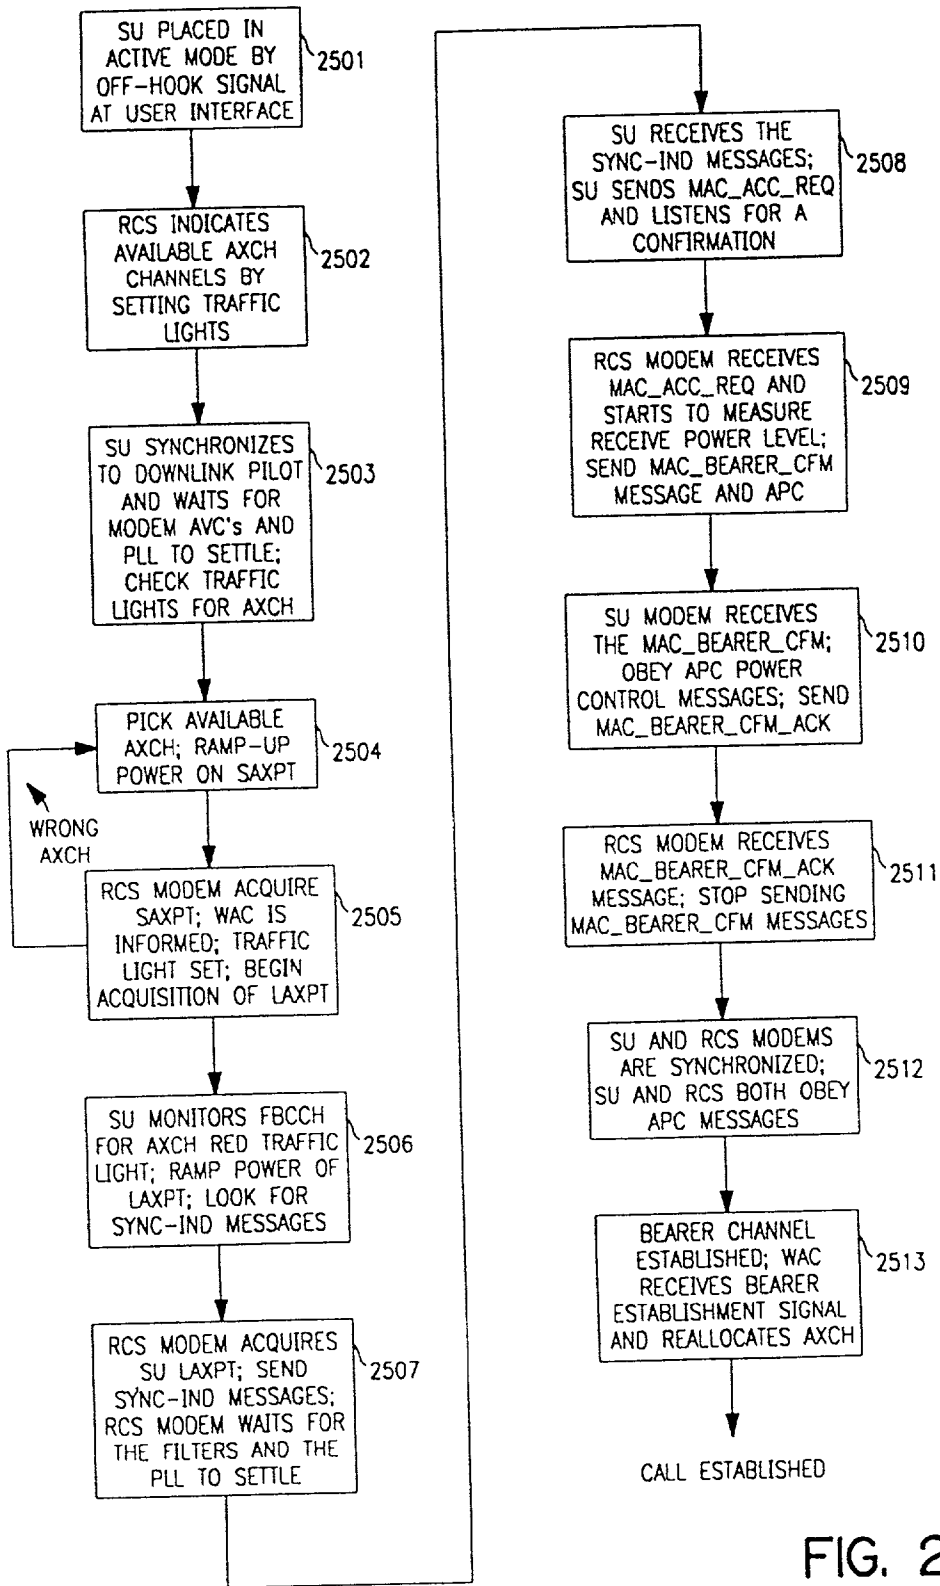 SU PLACED IN
ACTIVE MODE BY
OFF-HOOK SIGNAL
AT USER INTERFACE
2501
RCS INDICATES
AVAILABLE AXCH
CHANNELS BY
SETTING TRAFFIC
LIGHTS
2502
SU SYNCHRONIZES
TO DOWNLINK PILOT
AND WAITS FOR
MODEM AVC's AND
PLL TO SETTLE;
CHECK TRAFFIC
LIGHTS FOR AXCH
2503
PICK AVAILABLE
AXCH; RAMP-UP
POWER ON SAXPT
2504
WRONG
AXCH
RCS MODEM ACQUIRE
SAXPT; WAC IS
INFORMED; TRAFFIC
LIGHT SET; BEGIN
ACQUISITION OF LAXPT
2505
SU MONITORS FBCCH
FOR AXCH RED TRAFFIC
LIGHT; RAMP POWER OF
LAXPT; LOOK FOR
SYNC-IND MESSAGES
2506
RCS MODEM ACQUIRES
SU LAXPT; SEND
SYNC-IND MESSAGES;
RCS MODEM WAITS FOR
THE FILTERS AND THE
PLL TO SETTLE
2507
SU RECEIVES THE
SYNC-IND MESSAGES;
SU SENDS MAC_ACC_REQ
AND LISTENS FOR A
CONFIRMATION
2508
RCS MODEM RECEIVES
MAC_ACC_REQ AND
STARTS TO MEASURE
RECEIVE POWER LEVEL;
SEND MAC_BEARER_CFM
MESSAGE AND APC
2509
SU MODEM RECEIVES
THE MAC_BEARER_CFM;
OBEY APC POWER
CONTROL MESSAGES; SEND
MAC_BEARER_CFM_ACK
2510
RCS MODEM RECEIVES
MAC_BEARER_CFM_ACK
MESSAGE; STOP SENDING
MAC_BEARER_CFM MESSAGES
2511
SU AND RCS MODEMS
ARE SYNCHRONIZED;
SU AND RCS BOTH OBEY
APC MESSAGES
2512
BEARER CHANNEL
ESTABLISHED; WAC
RECEIVES BEARER
ESTABLISHMENT SIGNAL
AND REALLOCATES AXCH
2513
CALL ESTABLISHED
FIG. 2